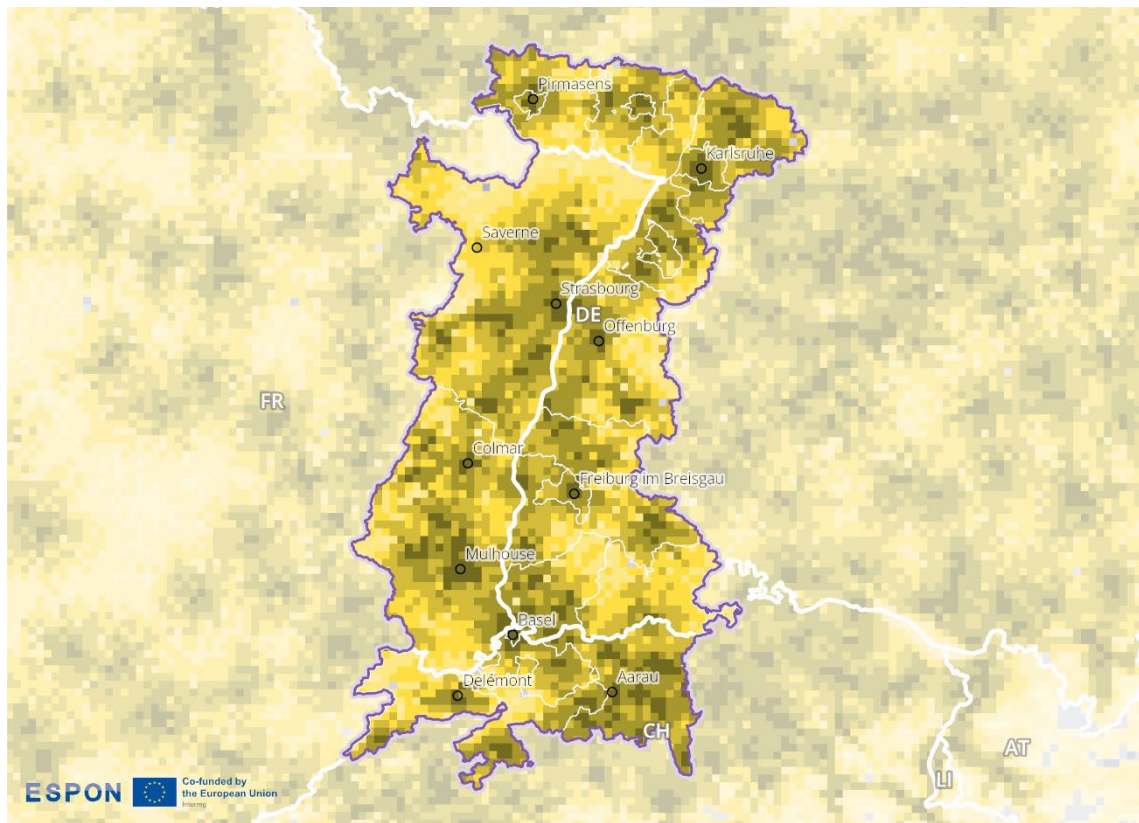 Pirmasens
Karlsruhe
Saverne
Strasbourg
DE
Offenburg
FR
Colmar
Freiburg im Breisgau
Mulhouse
Basel
Delémont
Aarau
CH
AT
LI
ESPON
Co-funded by
the European Union
Interreg